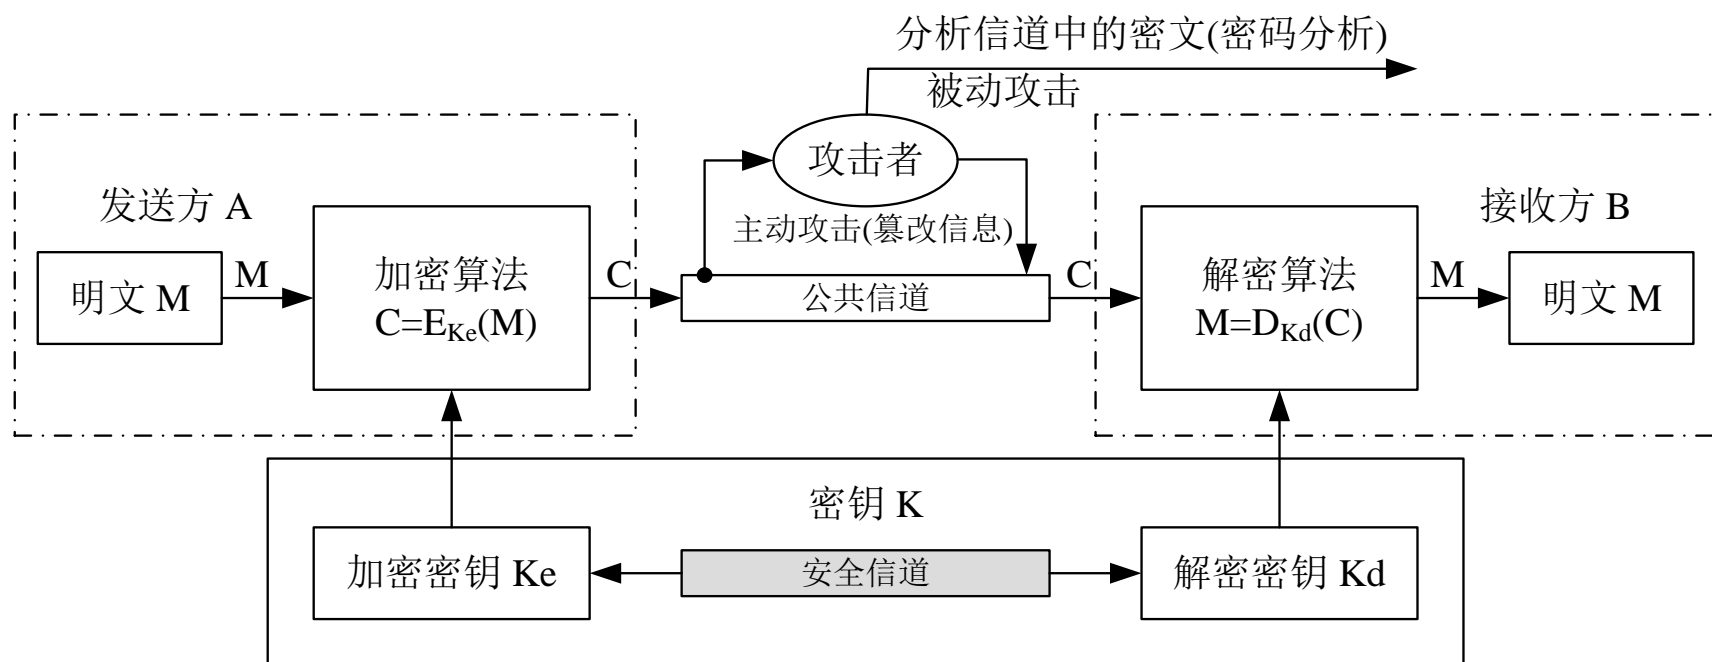 分析信道中的密文(密码分析)
被动攻击
攻击者
主动攻击(篡改信息)
发送方 A
明文 M
M
加密算法
C=E_Ke(M)
C
公共信道
C
接收方 B
解密算法
M=D_Kd(C)
M
明文 M
密钥 K
加密密钥 Ke
安全信道
解密密钥 Kd